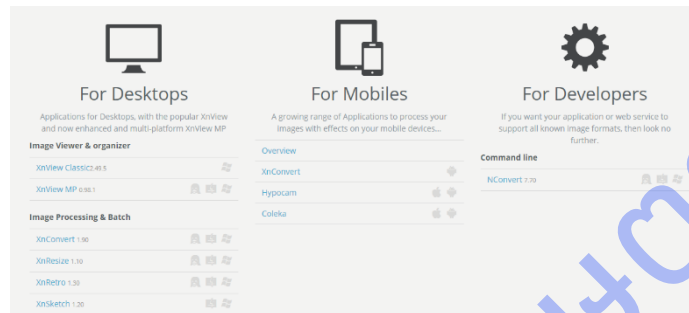 For Desktops
Applications for Desktops, with the popular XnView
and now enhanced and multi-platform XnView MP
Image Viewer & organizer
XnView Classic2.49.5
XnView MP 0.98.1
Image Processing & Batch
XnConvert 1.90
XnResize 1.10
XnRetro 1.30
XnSketch 1.20
For Mobiles
A growing range of Applications to process your
images with effects on your mobile devices...
Overview
XnConvert
Hypocam
Coleka
For Developers
If you want your application or web service to
support all known image formats, then look no
further.
Command line
NConvert 7.70